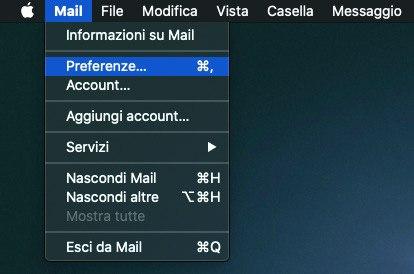 Mail File Modifica Vista Casella Messaggio
Informazioni su Mail
Preferenze... ⌘,
Account...
Aggiungi account...
Servizi
Nascondi Mail ⌘H
Nascondi altre ⌥⌘H
Mostra tutte
Esci da Mail ⌘Q